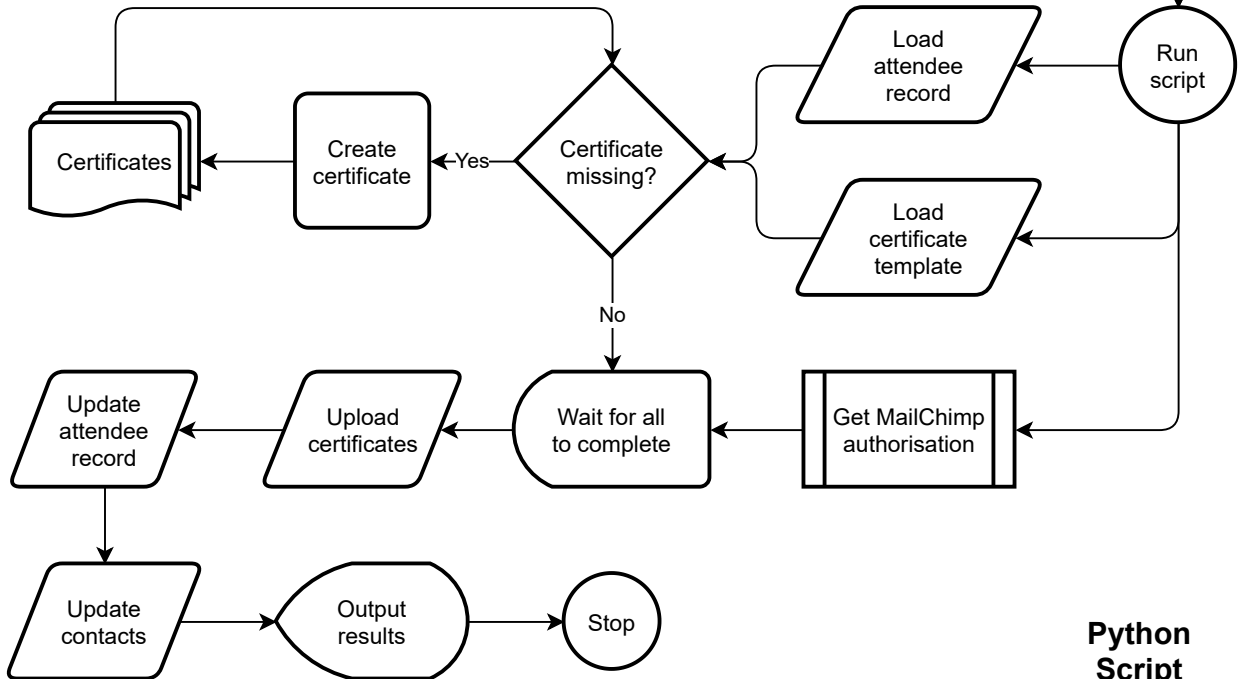 Load
attendee
record
Run
script
Certificates
Create
certificate
Yes
Certificate
missing?
Load
certificate
template
No
Update
attendee
record
Upload
certificates
Wait for all
to complete
Get MailChimp
authorisation
Update
contacts
Output
results
Stop
Python
Script